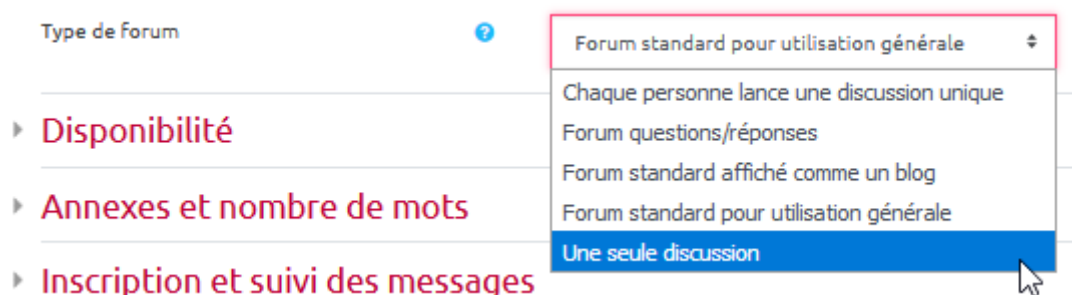 Type de forum
Forum standard pour utilisation générale
Chaque personne lance une discussion unique
Forum questions/réponses
Forum standard affiché comme un blog
Forum standard pour utilisation générale
Une seule discussion
Disponibilité
Annexes et nombre de mots
Inscription et suivi des messages